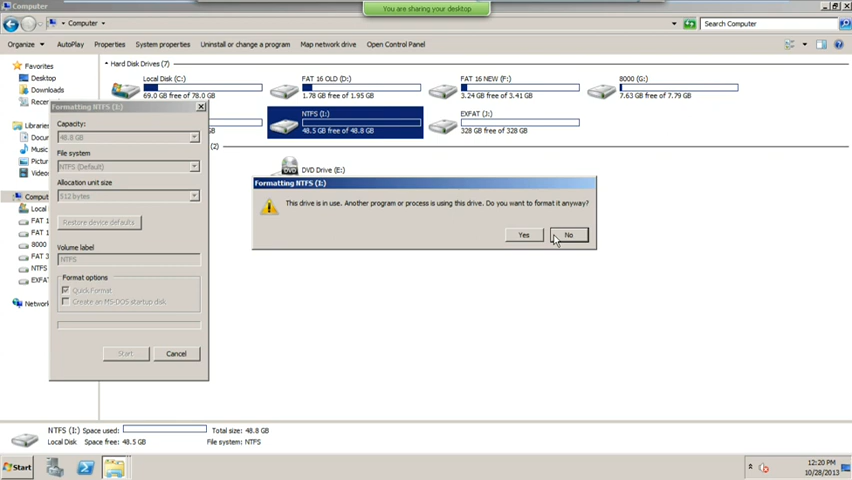 Computer
You are sharing your desktop
Computer
Search Computer
Organize
AutoPlay
Properties
System properties
Uninstall or change a program
Map network drive
Open Control Panel
Favorites
Desktop
Downloads
Libraries
Music
Local
FAT 1
FAT 1
8000
NTFS
Network
Hard Disk Drives (7)
Local Disk (C:)
69.0 GB free of 78.0 GB
FAT 16 OLD (D:)
1.78 GB free of 1.95 GB
FAT 16 NEW (F:)
3.24 GB free of 3.41 GB
8000 (G:)
7.63 GB free of 7.79 GB
NTFS (I:)
48.5 GB free of 48.8 GB
EXFAT (J:)
328 GB free of 328 GB
(2)
DVD Drive (E:)
Formatting NTFS (I:)
Capacity:
48.8 GB
File system
NTFS (Default)
Allocation unit size
512 bytes
Restore device defaults
Volume label
NTFS
Format options
Quick Format
Create an MS-DOS startup disk
Start
Cancel
Formatting NTFS (I:)
This drive is in use. Another program or process is using this drive. Do you want to format it anyway?
Yes
No
NTFS (I:) Space used: Total size: 48.8 GB
Local Disk Space free: 48.5 GB File system: NTFS
Start
12:20 PM
10/28/2013